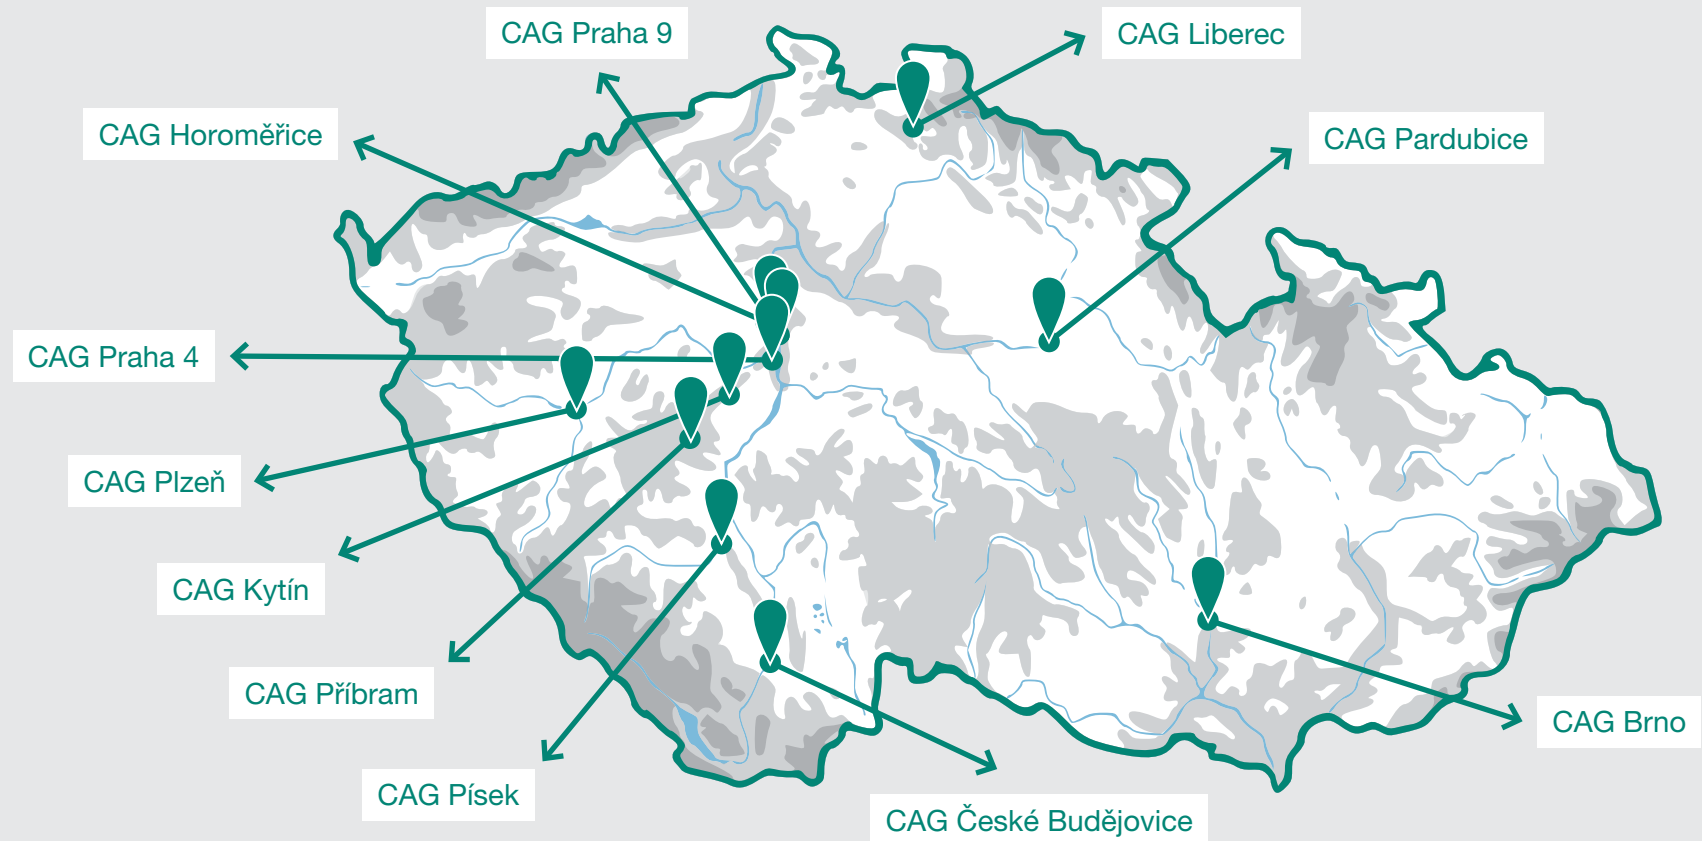 CAG Praha 9
CAG Liberec
CAG Horoměřice
CAG Pardubice
CAG Praha 4
CAG Plzeň
CAG Kytín
CAG Příbram
CAG Brno
CAG Písek
CAG České Budějovice